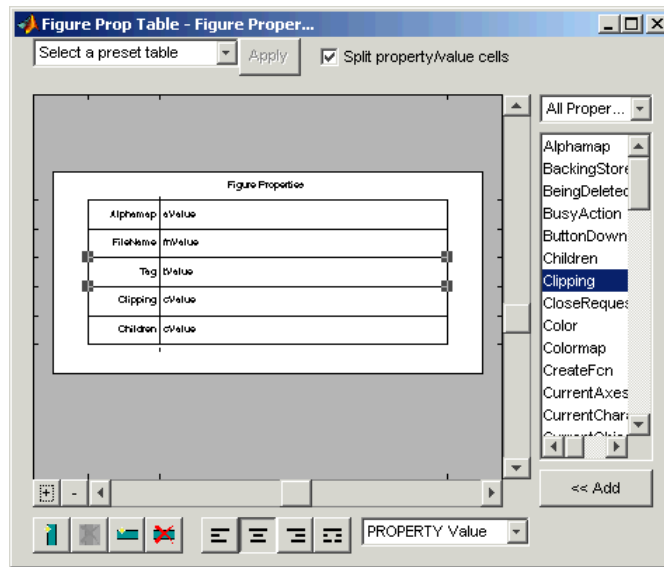 Figure Prop Table - Figure Proper...
Select a preset table
Apply
Split property/value cells
All Proper...
Figure Properties
Alphamap aValue
FileName fnValue
Tag tValue
Clipping cValue
Children cValue
Alphamap
BackingStore
BeingDeleted
BusyAction
ButtonDown
Children
Clipping
CloseReques
Color
Colormap
CreateFcn
CurrentAxes
CurrentChara
<< Add
PROPERTY Value